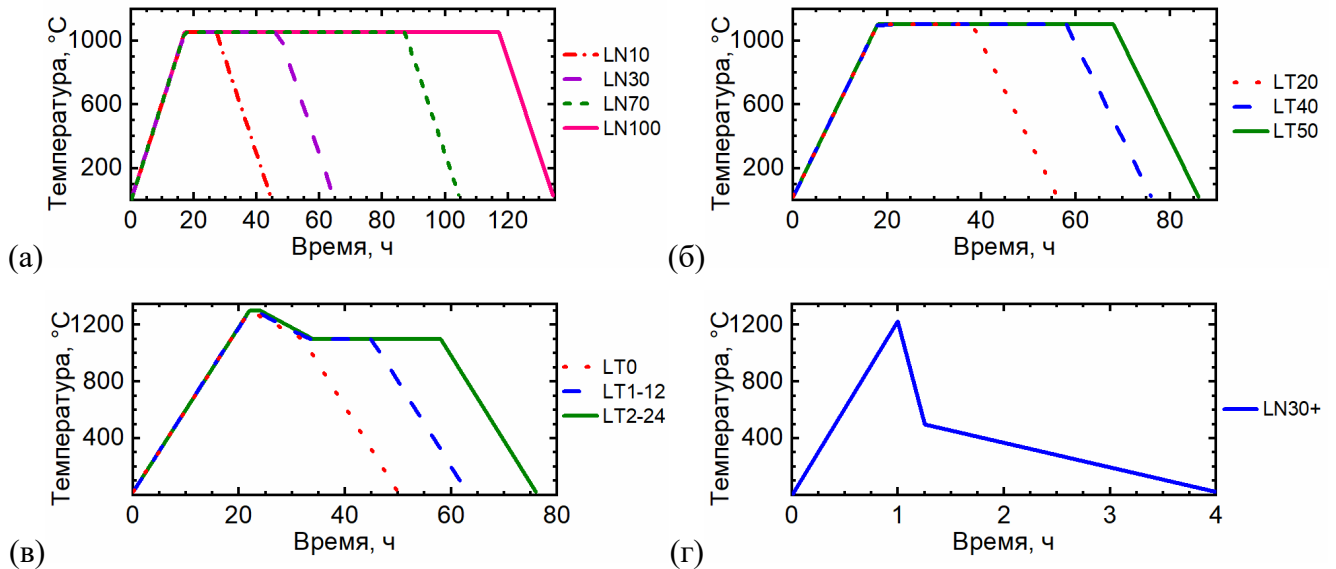 Температура, °C
1000
600
200
0 20 40 60 80 100 120
Время, ч
LN10
LN30
LN70
LN100
(а)
Температура, °C
1000
600
200
0 20 40 60 80
Время, ч
LT20
LT40
LT50
(б)
Температура, °C
1200
800
400
0 20 40 60 80
Время, ч
LT0
LT1-12
LT2-24
(в)
Температура, °C
1200
800
400
0 1 2 3 4
Время, ч
LN30+
(г)